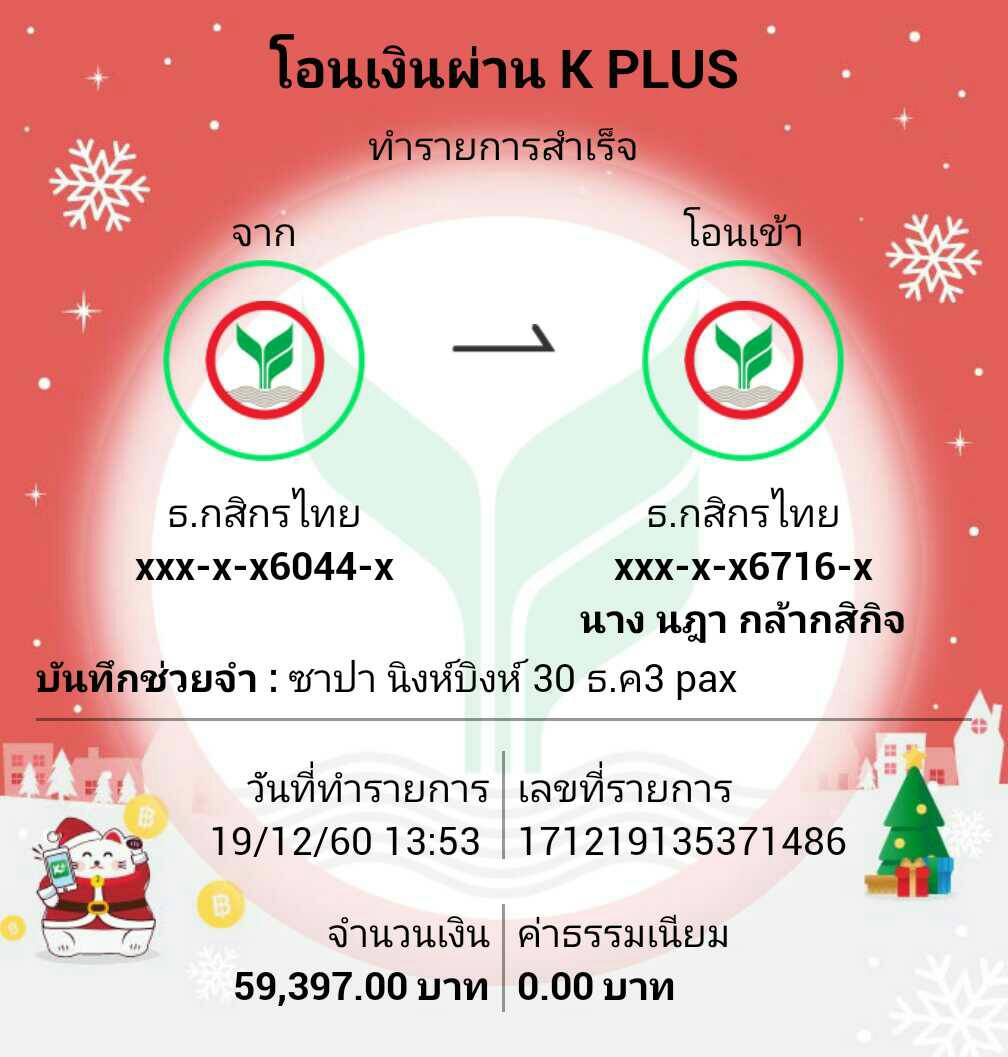 โอนเงินผ่าน K PLUS
ทำรายการสำเร็จ
จาก
โอนเข้า
ธ.กสิกรไทย
xxx-x-x6044-x
ธ.กสิกรไทย
xxx-x-x6716-x
นาง นฎา กล้ากสิกิจ
บันทึกช่วยจำ : ซาปา นิงห์บิงห์ 30 ธ.ค3 pax
วันที่ทำรายการ
19/12/60 13:53
เลขที่รายการ
171219135371486
จำนวนเงิน
59,397.00 บาท
ค่าธรรมเนียม
0.00 บาท